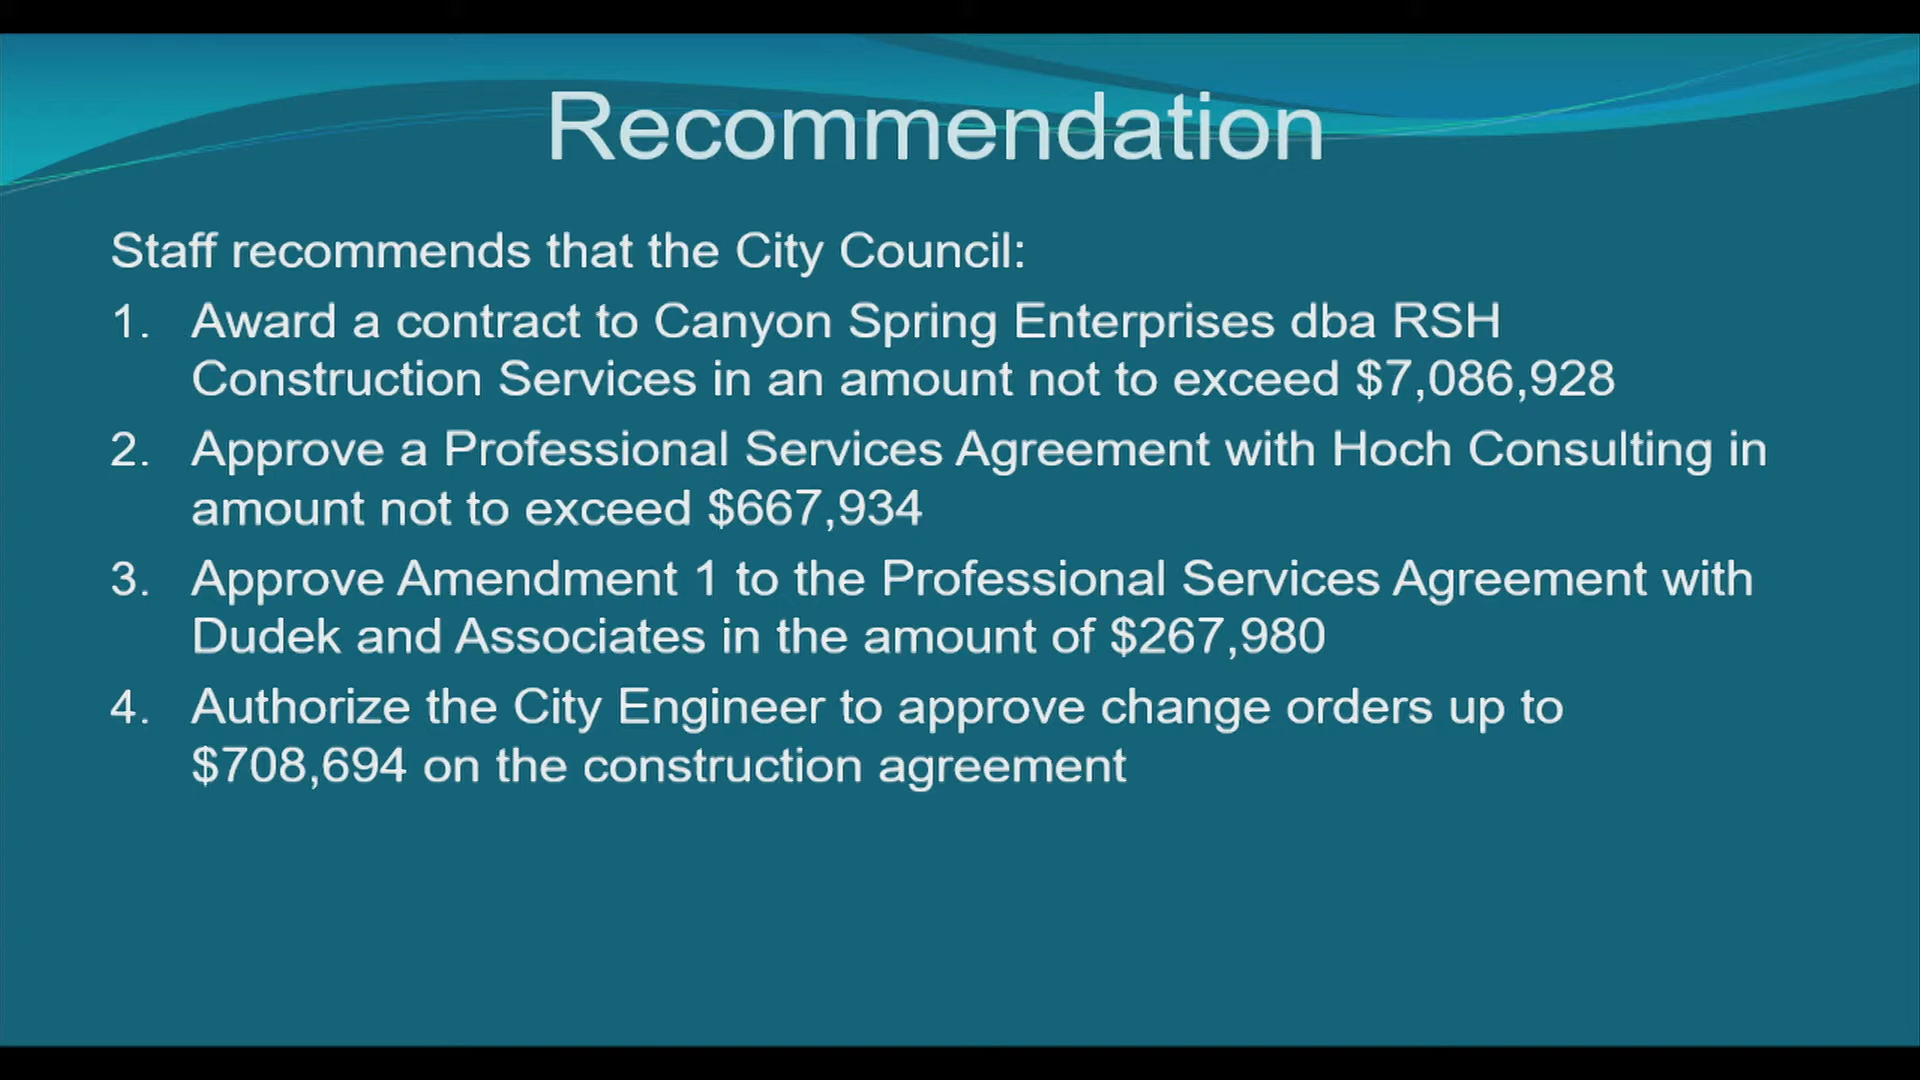 Recommendation
Staff recommends that the City Council:
1. Award a contract to Canyon Spring Enterprises dba RSH
Construction Services in an amount not to exceed $7,086,928
2. Approve a Professional Services Agreement with Hoch Consulting in
amount not to exceed $667,934
3. Approve Amendment 1 to the Professional Services Agreement with
Dudek and Associates in the amount of $267,980
4. Authorize the City Engineer to approve change orders up to
$708,694 on the construction agreement